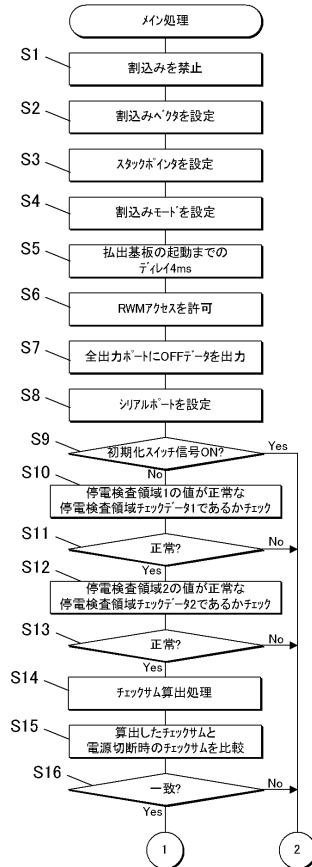 メイン処理
S1
割込みを禁止
S2
割込みベクタを設定
S3
スタックポインタを設定
S4
割込みモードを設定
S5
払出基板の起動までの
ディレイ4ms
S6
RWMアクセスを許可
S7
全出力ポートにOFFデータを出力
S8
シリアルポートを設定
S9
初期化スイッチ信号ON?
Yes
No
S10
停電検査領域1の値が正常な
停電検査領域チェックデータ1であるかチェック
S11
正常?
No
Yes
S12
停電検査領域2の値が正常な
停電検査領域チェックデータ2であるかチェック
S13
正常?
No
Yes
S14
チェックサム算出処理
S15
算出したチェックサムと
電源切断時のチェックサムを比較
S16
一致?
No
Yes
1
2